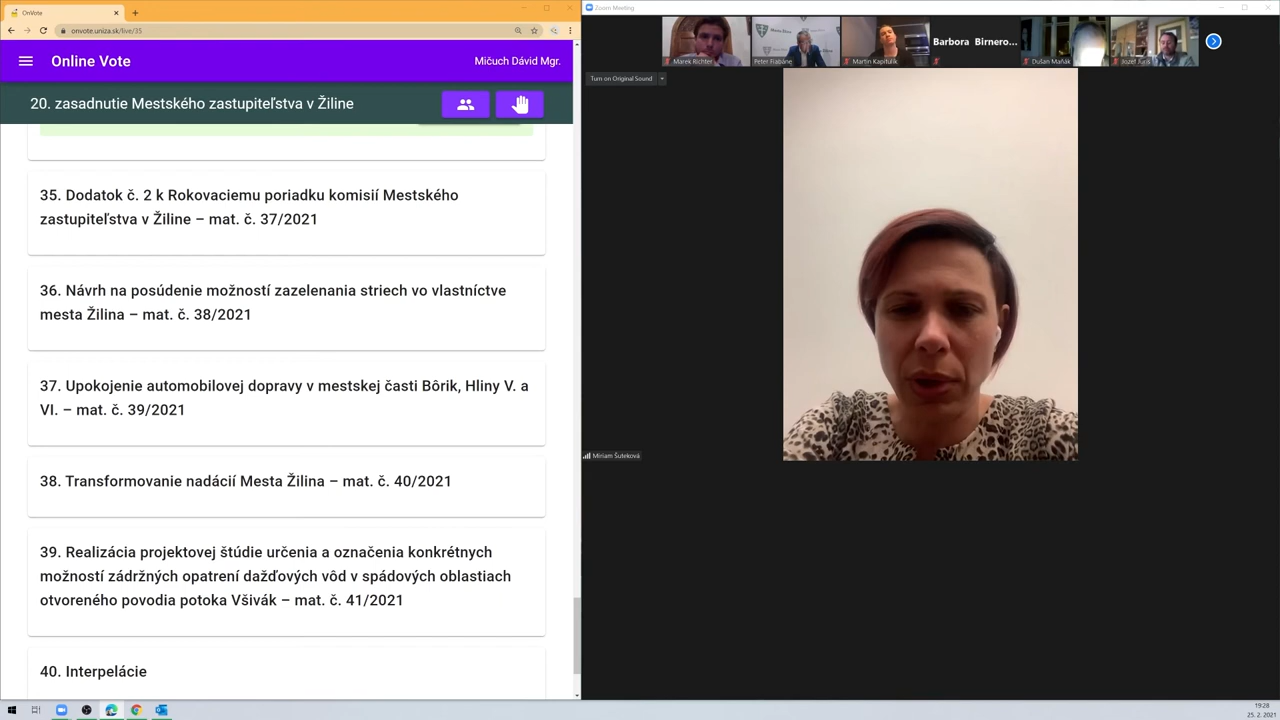 OnVote
onvote.uniza.sk/live/35
Online Vote
Mičuch Dávid Mgr.
20. zasadnutie Mestského zastupiteľstva v Žiline
35. Dodatok č. 2 k Rokovaciemu poriadku komisií Mestského
zastupiteľstva v Žiline – mat. č. 37/2021
36. Návrh na posúdenie možností zazelenania striech vo vlastníctve
mesta Žilina – mat. č. 38/2021
37. Upokojenie automobilovej dopravy v mestskej časti Bôrik, Hliny V. a
VI. – mat. č. 39/2021
38. Transformovanie nadácií Mesta Žilina – mat. č. 40/2021
39. Realizácia projektovej štúdie určenia a označenia konkrétnych
možností zádržných opatrení dažďových vôd v spádových oblastiach
otvoreného povodia potoka Všivák – mat. č. 41/2021
40. Interpelácie
Zoom Meeting
Marek Richter
Peter Fiabáne
Martin Kapitulík
Barbora Birnero...
Dušan Maňák
Jozef Juriš
Turn on Original Sound
Miriam Šuteková
19:28
25. 2. 2021